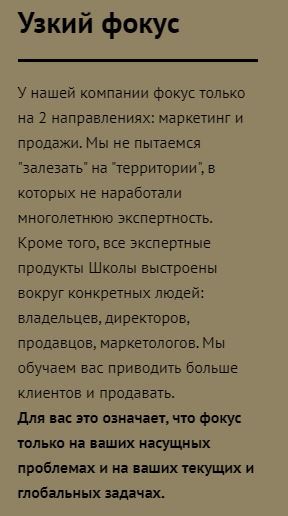 Узкий фокус
У нашей компании фокус только
на 2 направлениях: маркетинг и
продажи. Мы не пытаемся
"залезать" на "территории", в
которых не наработали
многолетнюю экспертность.
Кроме того, все экспертные
продукты Школы выстроены
вокруг конкретных людей:
владельцев, директоров,
продавцов, маркетологов. Мы
обучаем вас приводить больше
клиентов и продавать.
Для вас это означает, что фокус
только на ваших насущных
проблемах и на ваших текущих и
глобальных задачах.